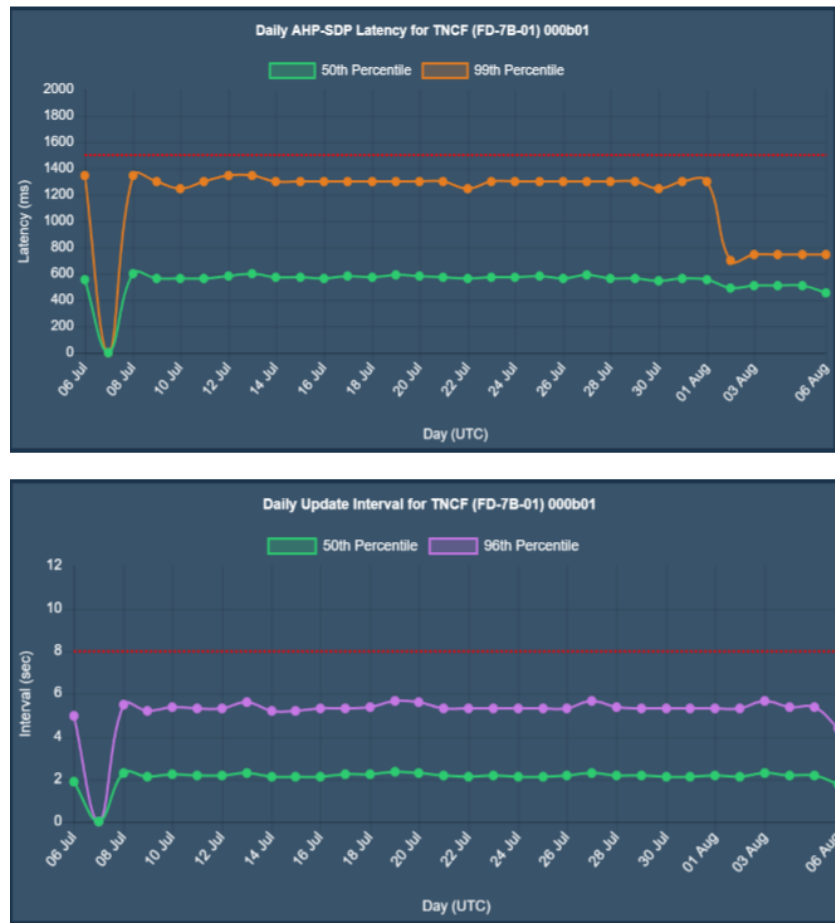 Daily AHP-SDP Latency for TNCF (FD-7B-01) 000b01
50th Percentile 99th Percentile
2000
1800
1600
1400
1200
1000
800
600
400
200
0
Latency (ms)
06 Jul 08 Jul 10 Jul 12 Jul 14 Jul 16 Jul 18 Jul 20 Jul 22 Jul 24 Jul 26 Jul 28 Jul 30 Jul 01 Aug 03 Aug 06 Aug
Day (UTC)
Daily Update Interval for TNCF (FD-7B-01) 000b01
50th Percentile 96th Percentile
12
10
8
6
4
2
0
Interval (sec)
06 Jul 08 Jul 10 Jul 12 Jul 14 Jul 16 Jul 18 Jul 20 Jul 22 Jul 24 Jul 26 Jul 28 Jul 30 Jul 01 Aug 03 Aug 06 Aug
Day (UTC)